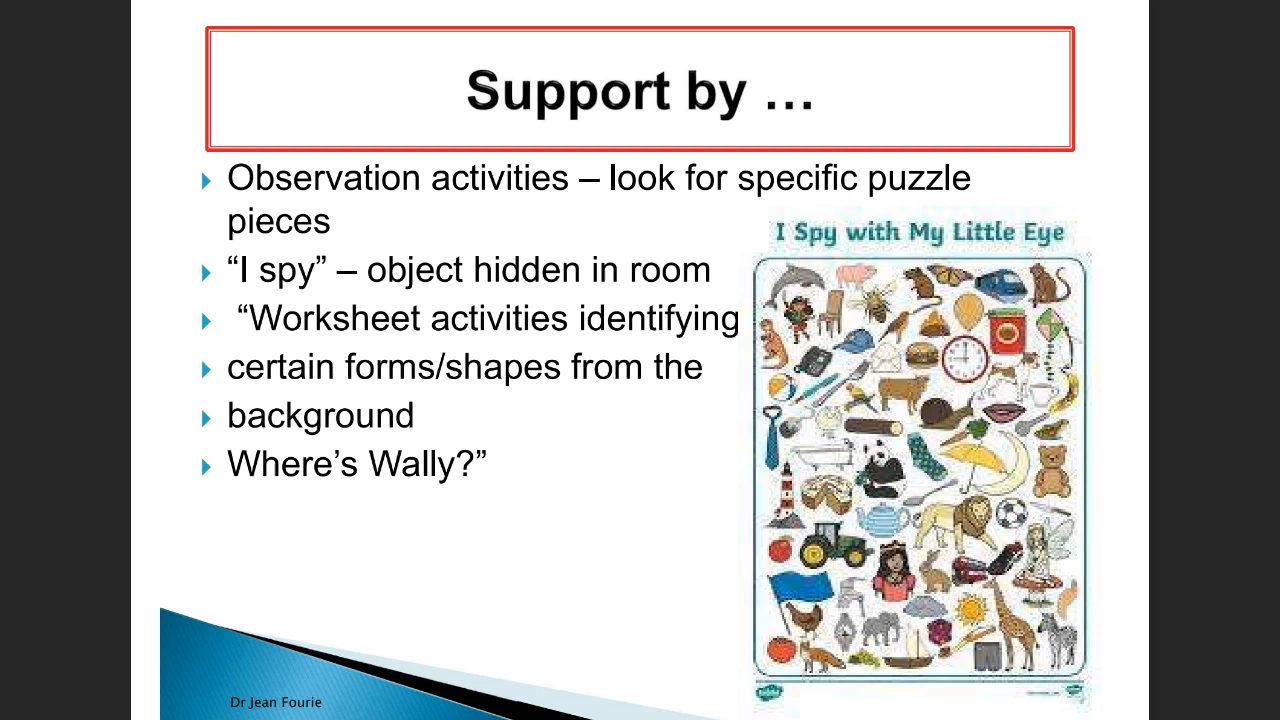 Support by …
Observation activities – look for specific puzzle
pieces
“I spy” – object hidden in room
“Worksheet activities identifying
certain forms/shapes from the
background
Where’s Wally?”
I Spy with My Little Eye
Dr Jean Fourie